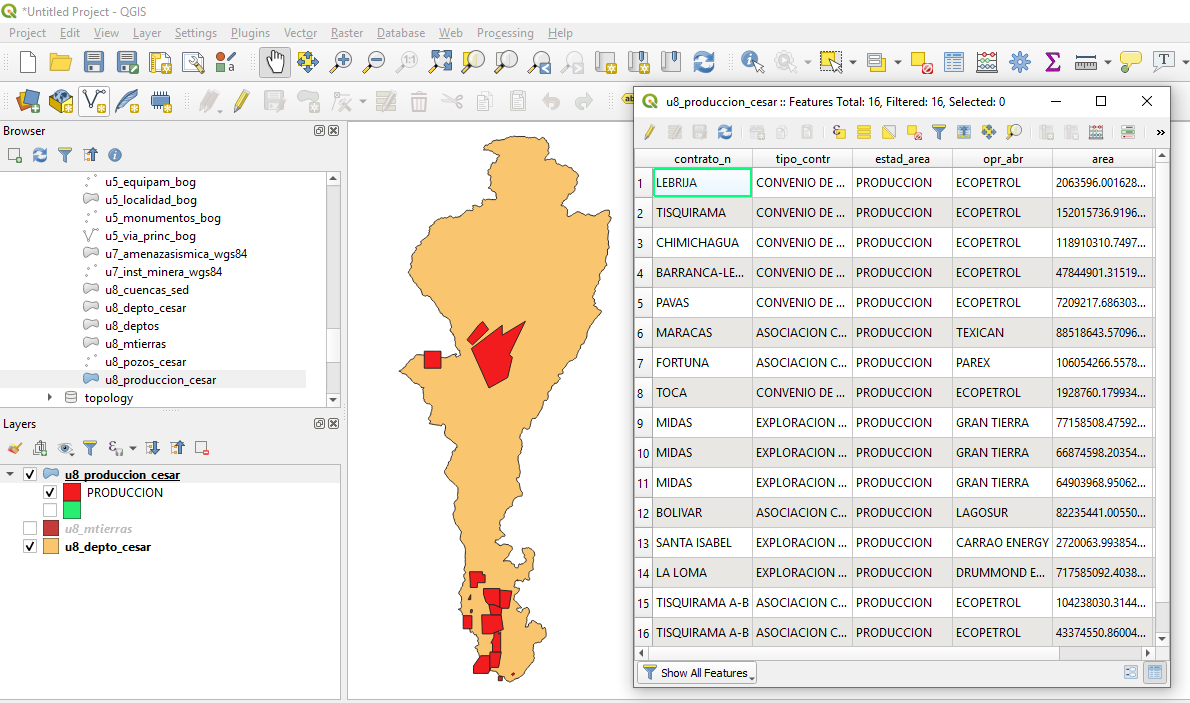 *Untitled Project - QGIS
Project Edit View Layer Settings Plugins Vector Raster Database Web Processing Help
1:1
T
ab
Browser
u5_equipam_bog
u5_localidad_bog
u5_monumentos_bog
u5_via_princ_bog
u7_amenazasismica_wgs84
u7_inst_minera_wgs84
u8_cuencas_sed
u8_depto_cesar
u8_deptos
u8_mtierras
u8_pozos_cesar
u8_produccion_cesar
topology
Layers
u8_produccion_cesar
PRODUCCION
u8_mtierras
u8_depto_cesar
u8_produccion_cesar :: Features Total: 16, Filtered: 16, Selected: 0
contrato_n tipo_contr estad_area opr_abr area
1 LEBRIJA CONVENIO DE ... PRODUCCION ECOPETROL 2063596.001628...
2 TISQUIRAMA CONVENIO DE ... PRODUCCION ECOPETROL 152015736.9196...
3 CHIMICHAGUA CONVENIO DE ... PRODUCCION ECOPETROL 118910310.7497...
4 BARRANCA-LE... CONVENIO DE ... PRODUCCION ECOPETROL 47844901.31519...
5 PAVAS CONVENIO DE ... PRODUCCION ECOPETROL 7209217.686303...
6 MARACAS ASOCIACION C... PRODUCCION TEXICAN 88518643.57096...
7 FORTUNA ASOCIACION C... PRODUCCION PAREX 106054266.5578...
8 TOCA CONVENIO DE ... PRODUCCION ECOPETROL 1928760.179934...
9 MIDAS EXPLORACION ... PRODUCCION GRAN TIERRA 77158508.47592...
10 MIDAS EXPLORACION ... PRODUCCION GRAN TIERRA 66874598.20354...
11 MIDAS EXPLORACION ... PRODUCCION GRAN TIERRA 64903968.95062...
12 BOLIVAR ASOCIACION C... PRODUCCION LAGOSUR 82235441.00550...
13 SANTA ISABEL EXPLORACION ... PRODUCCION CARRAO ENERGY 2720063.993854...
14 LA LOMA EXPLORACION ... PRODUCCION DRUMMOND E... 717585092.4038...
15 TISQUIRAMA A-B ASOCIACION C... PRODUCCION ECOPETROL 104238030.3144...
16 TISQUIRAMA A-B ASOCIACION C... PRODUCCION ECOPETROL 43374550.86004...
Show All Features